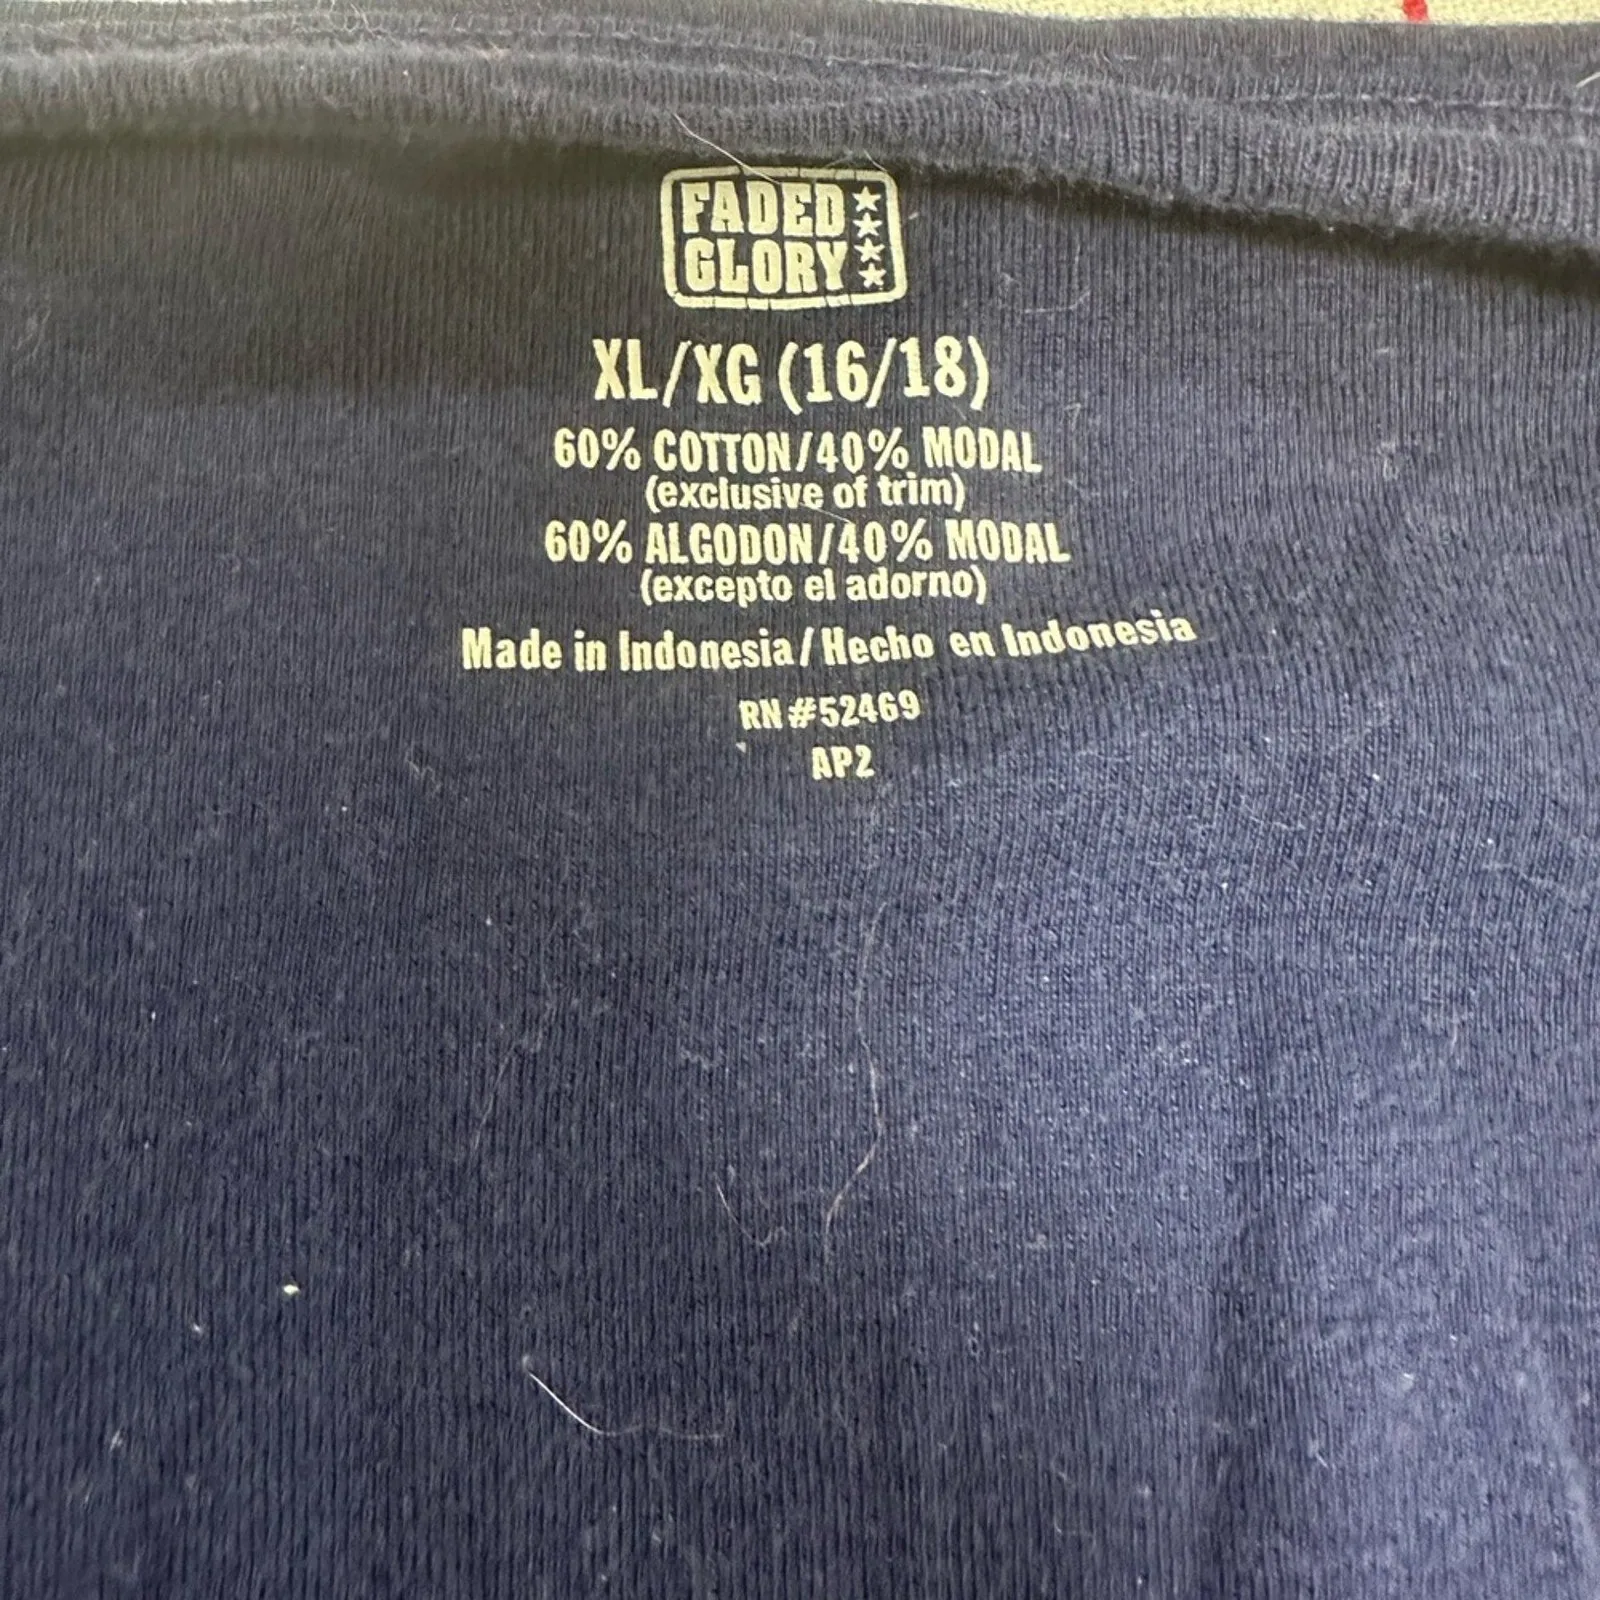 FADED
GLORY
XL/XG (16/18)
60% COTTON/40% MODAL
(exclusive of trim)
60% ALGODON/40% MODAL
(excepto el adorno)
Made in Indonesia/Hecho en Indonesia
RN#52469
AP2